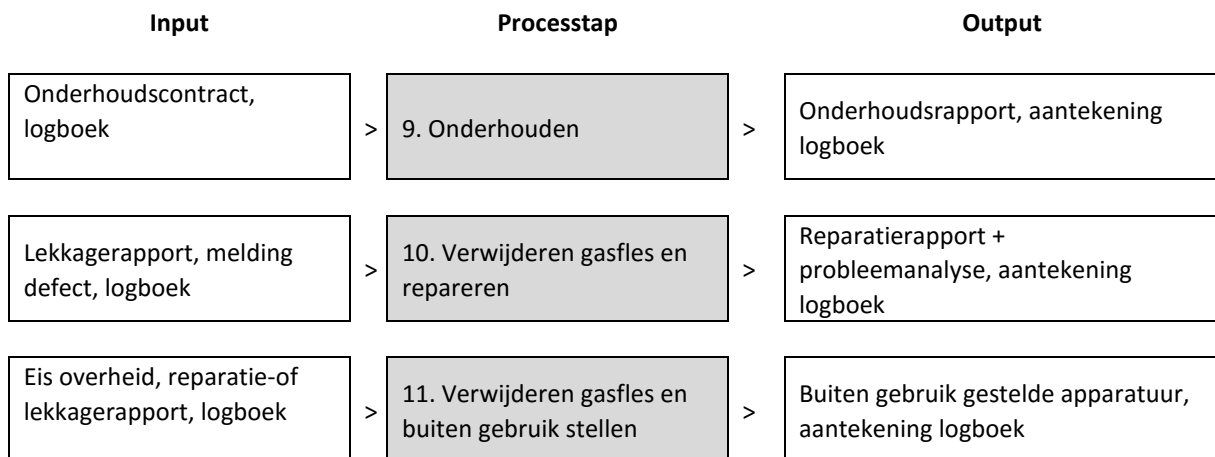 Input
Processtap
Output
Onderhoudscontract,
logboek
>
9. Onderhouden
>
Onderhoudsrapport, aantekening
logboek
Lekkagerapport, melding
defect, logboek
>
10. Verwijderen gasfles en
repareren
>
Reparatierapport +
probleemanalyse, aantekening
logboek
Eis overheid, reparatie-of
lekkagerapport, logboek
>
11. Verwijderen gasfles en
buiten gebruik stellen
>
Buiten gebruik gestelde apparatuur,
aantekening logboek